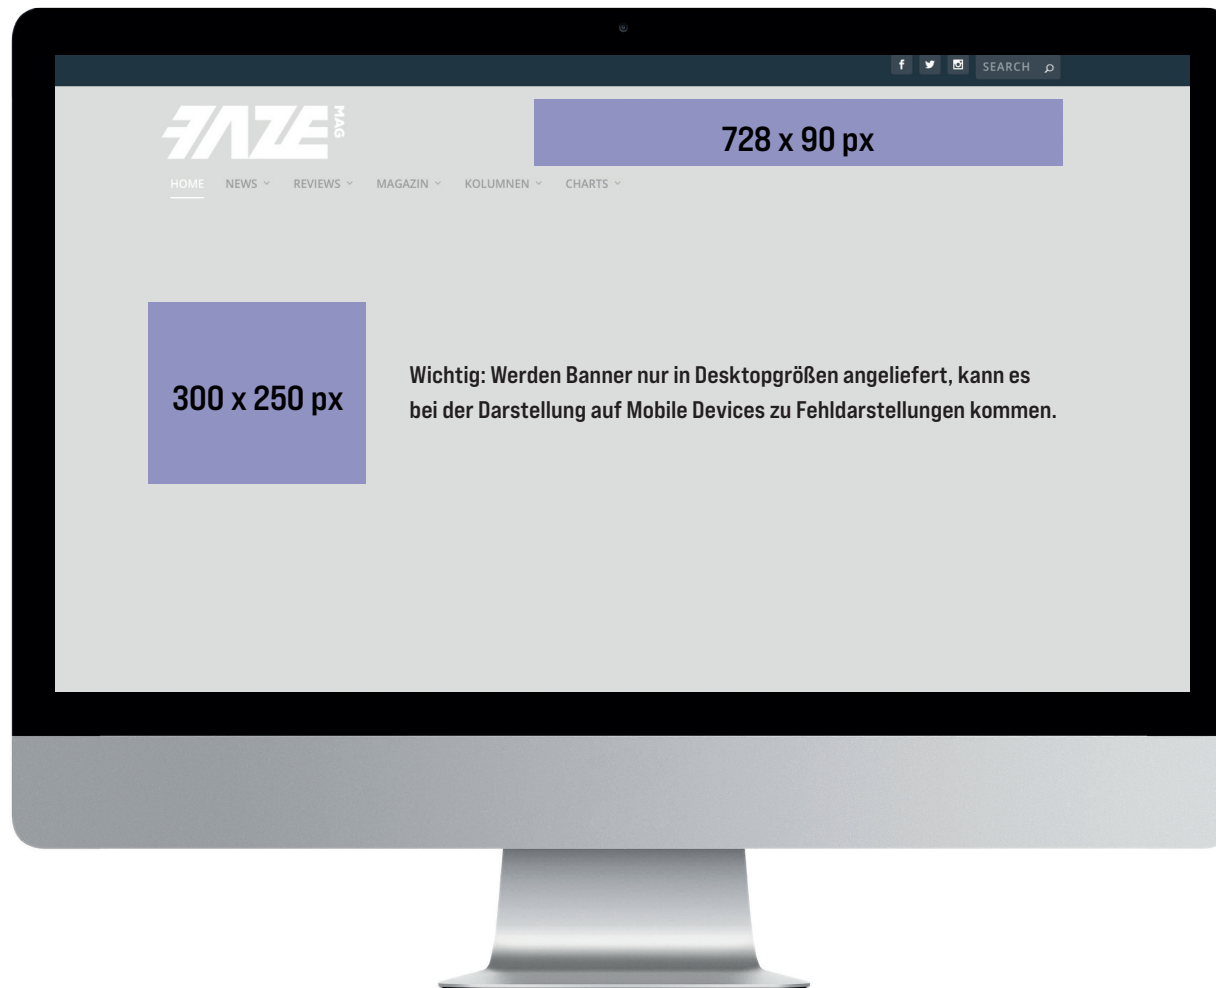 SEARCH
FAZE MAG
728 x 90 px
HOME NEWS REVIEWS MAGAZIN KOLUMNEN CHARTS
300 x 250 px
Wichtig: Werden Banner nur in Desktopgrößen angeliefert, kann es
bei der Darstellung auf Mobile Devices zu Fehldarstellungen kommen.